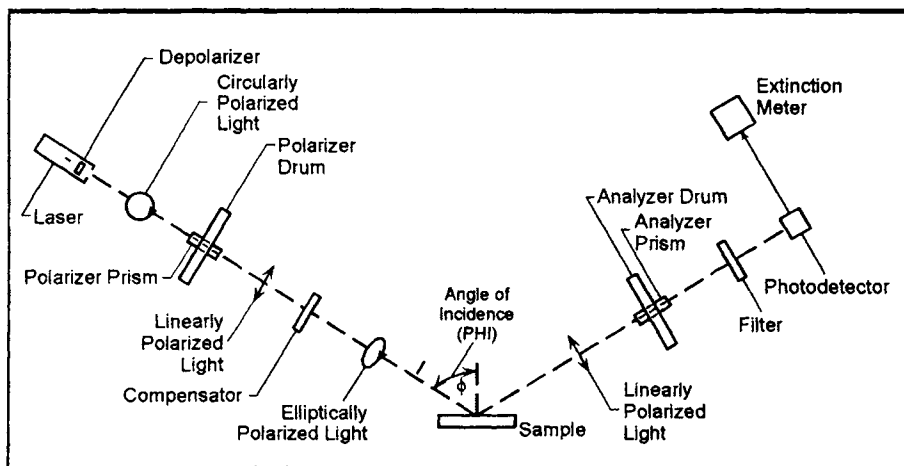 Depolarizer
Circularly
Polarized
Light
Polarizer
Drum
Laser
Polarizer Prism
Linearly
Polarized
Light
Compensator
Elliptically
Polarized Light
Angle of
Incidence
(PHI)
ϕ
Sample
Extinction
Meter
Analyzer Drum
Analyzer
Prism
Photodetector
Filter
Linearly
Polarized
Light